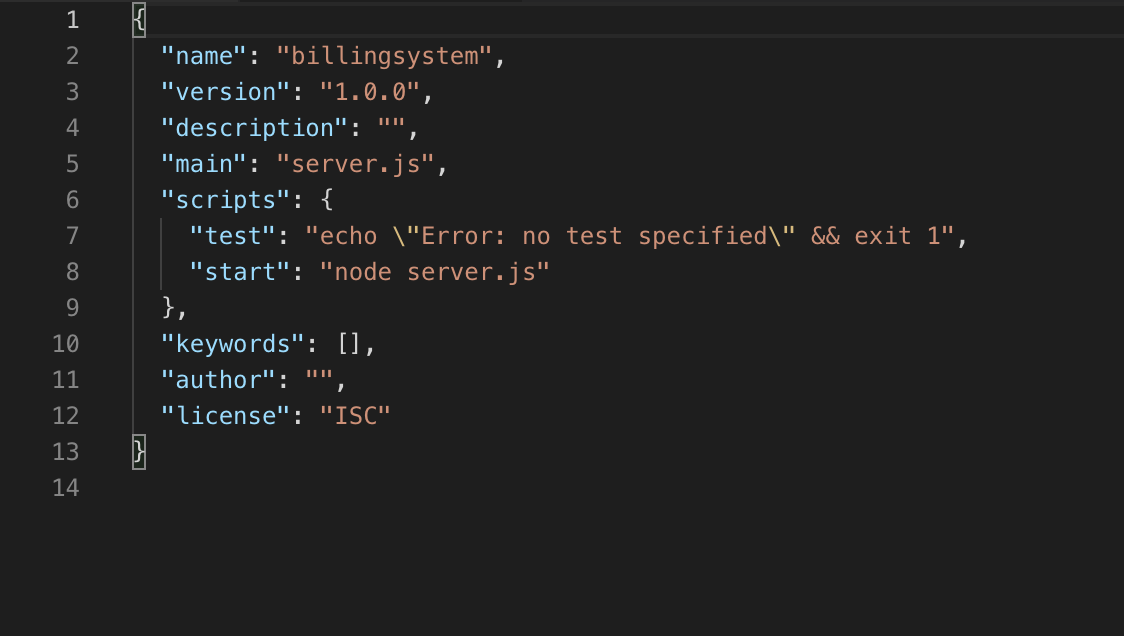 1 {
2 "name": "billingsystem",
3 "version": "1.0.0",
4 "description": "",
5 "main": "server.js",
6 "scripts": {
7 "test": "echo \"Error: no test specified\" && exit 1",
8 "start": "node server.js"
9 },
10 "keywords": [],
11 "author": "",
12 "license": "ISC"
13 }
14